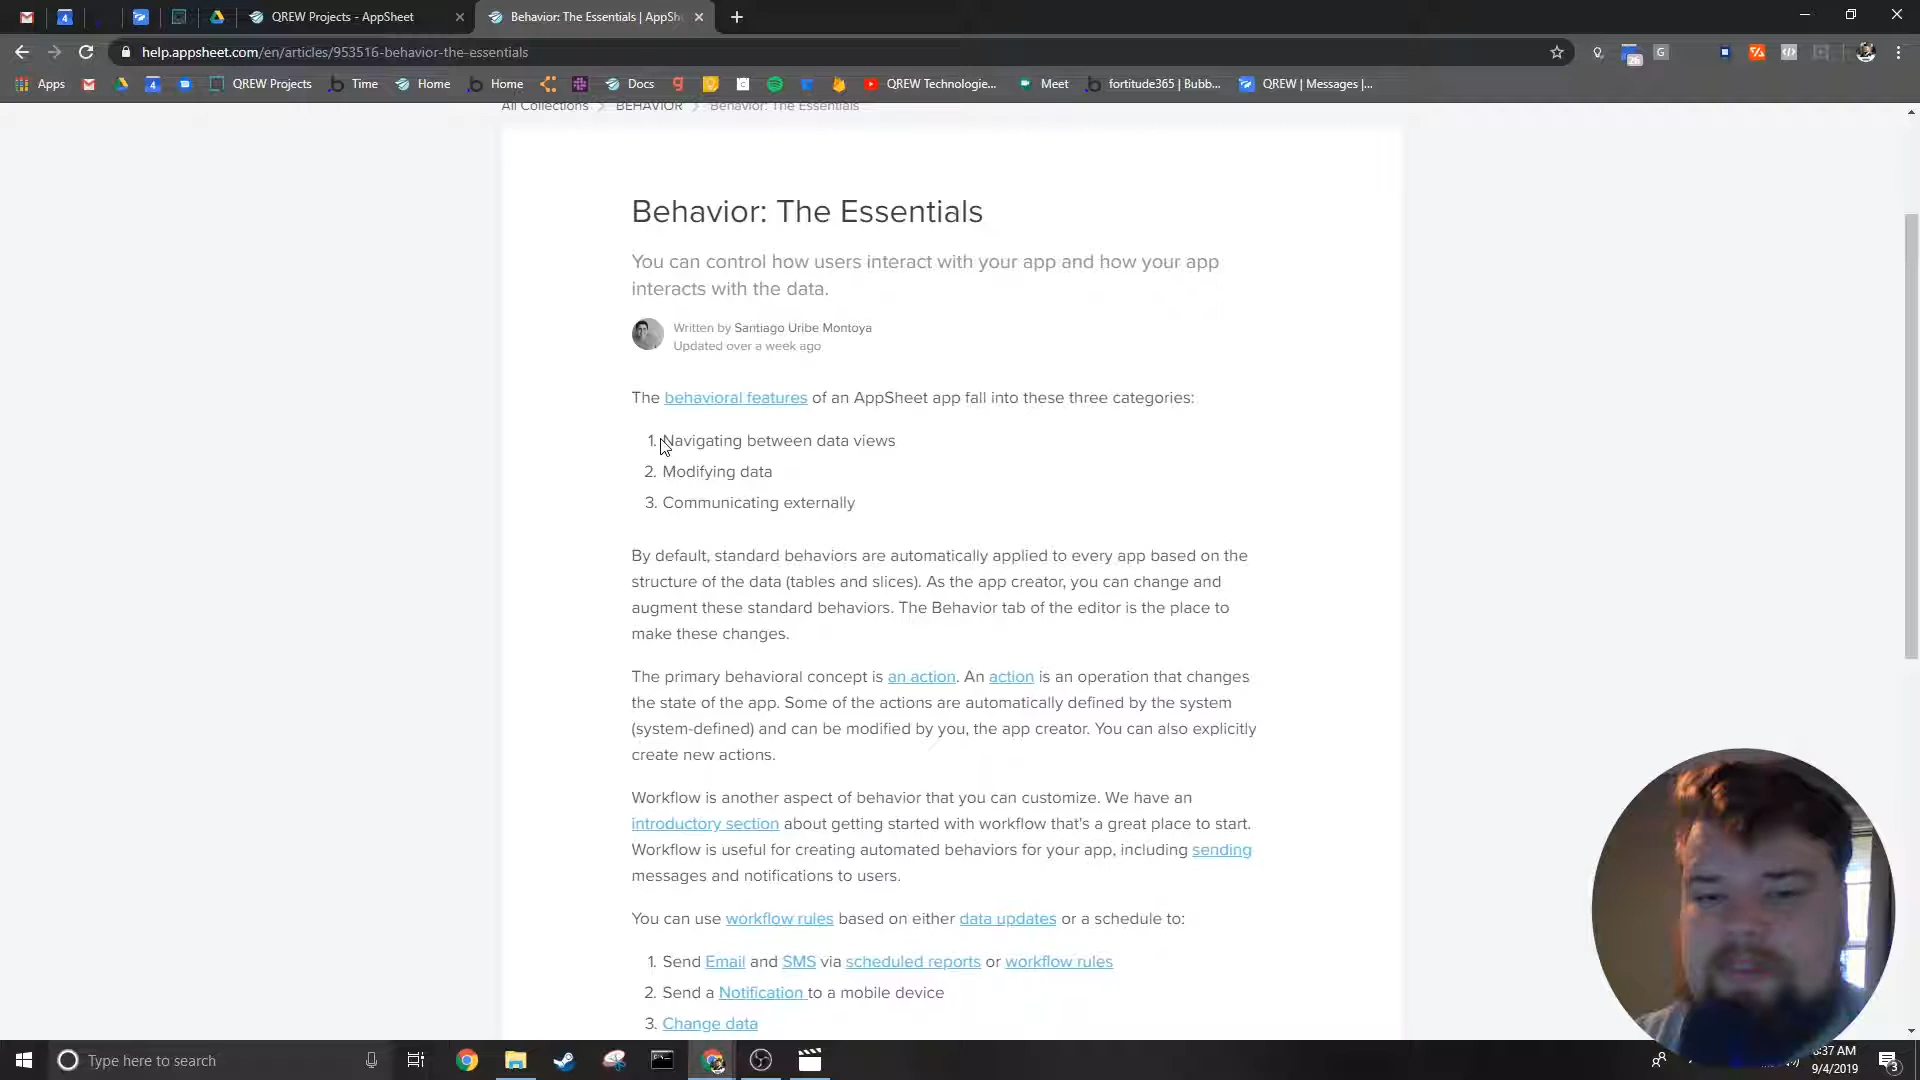 QREW Projects - AppSheet
Behavior: The Essentials | AppSh
help.appsheet.com/en/articles/953516-behavior-the-essentials
Apps
QREW Projects
Time
Home
Home
Docs
QREW Technologie...
Meet
fortitude365 | Bubb...
QREW | Messages |...
All Collections
BEHAVIOR
Behavior: The Essentials
Behavior: The Essentials
You can control how users interact with your app and how your app
interacts with the data.
Written by Santiago Uribe Montoya
Updated over a week ago
The behavioral features of an AppSheet app fall into these three categories:
1. Navigating between data views
2. Modifying data
3. Communicating externally
By default, standard behaviors are automatically applied to every app based on the
structure of the data (tables and slices). As the app creator, you can change and
augment these standard behaviors. The Behavior tab of the editor is the place to
make these changes.
The primary behavioral concept is an action. An action is an operation that changes
the state of the app. Some of the actions are automatically defined by the system
(system-defined) and can be modified by you, the app creator. You can also explicitly
create new actions.
Workflow is another aspect of behavior that you can customize. We have an
introductory section about getting started with workflow that's a great place to start.
Workflow is useful for creating automated behaviors for your app, including sending
messages and notifications to users.
You can use workflow rules based on either data updates or a schedule to:
1. Send Email and SMS via scheduled reports or workflow rules
2. Send a Notification to a mobile device
3. Change data
Type here to search
:37 AM
9/4/2019